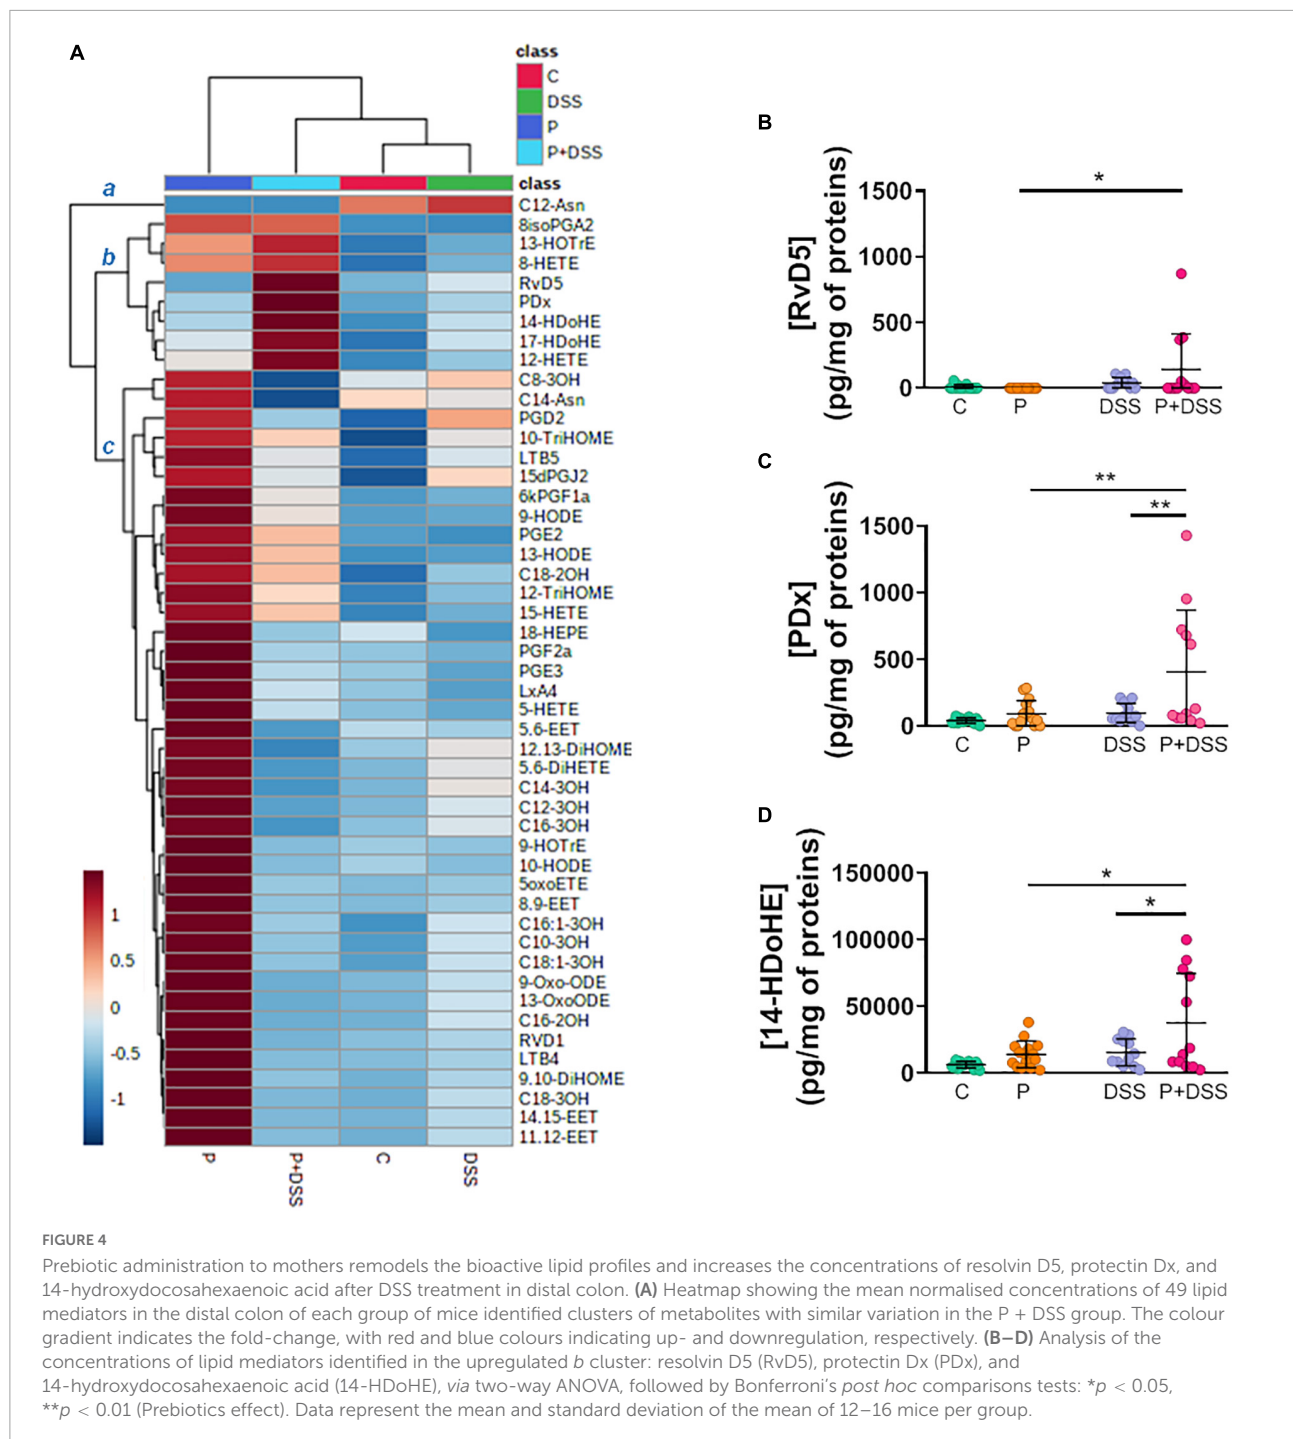 A
class
C
DSS
P
P+DSS
class
a
b
c
C12-Asn
8isoPGA2
13-HOTrE
8-HETE
RvD5
PDx
14-HDoHE
17-HDoHE
12-HETE
C8-3OH
C14-Asn
PGD2
10-TriHOME
LTB5
15dPGJ2
6kPGF1a
9-HODE
PGE2
13-HODE
C18-2OH
12-TriHOME
15-HETE
18-HEPE
PGF2a
PGE3
LxA4
5-HETE
5.6-EET
12.13-DiHOME
5.6-DiHETE
C14-3OH
C12-3OH
C16-3OH
9-HOTrE
10-HODE
5oxoETE
8.9-EET
C16:1-3OH
C10-3OH
C18:1-3OH
9-Oxo-ODE
13-OxoODE
C16-2OH
RVD1
LTB4
9.10-DiHOME
C18-3OH
14.15-EET
11.12-EET
1
0.5
0
-0.5
-1
P
P+DSS
C
DSS
B
[RvD5]
(pg/mg of proteins)
1500
1000
500
0
*
C P DSS P+DSS
C
[PDx]
(pg/mg of proteins)
1500
1000
500
0
**
**
C P DSS P+DSS
D
[14-HDoHE]
(pg/mg of proteins)
150000
100000
50000
0
*
*
C P DSS P+DSS
FIGURE 4
Prebiotic administration to mothers remodels the bioactive lipid profiles and increases the concentrations of resolvin D5, protectin Dx, and
14-hydroxydocosahexaenoic acid after DSS treatment in distal colon. (A) Heatmap showing the mean normalised concentrations of 49 lipid
mediators in the distal colon of each group of mice identified clusters of metabolites with similar variation in the P + DSS group. The colour
gradient indicates the fold-change, with red and blue colours indicating up- and downregulation, respectively. (B–D) Analysis of the
concentrations of lipid mediators identified in the upregulated b cluster: resolvin D5 (RvD5), protectin Dx (PDx), and
14-hydroxydocosahexaenoic acid (14-HDoHE), via two-way ANOVA, followed by Bonferroni's post hoc comparisons tests: *p < 0.05,
**p < 0.01 (Prebiotics effect). Data represent the mean and standard deviation of the mean of 12–16 mice per group.